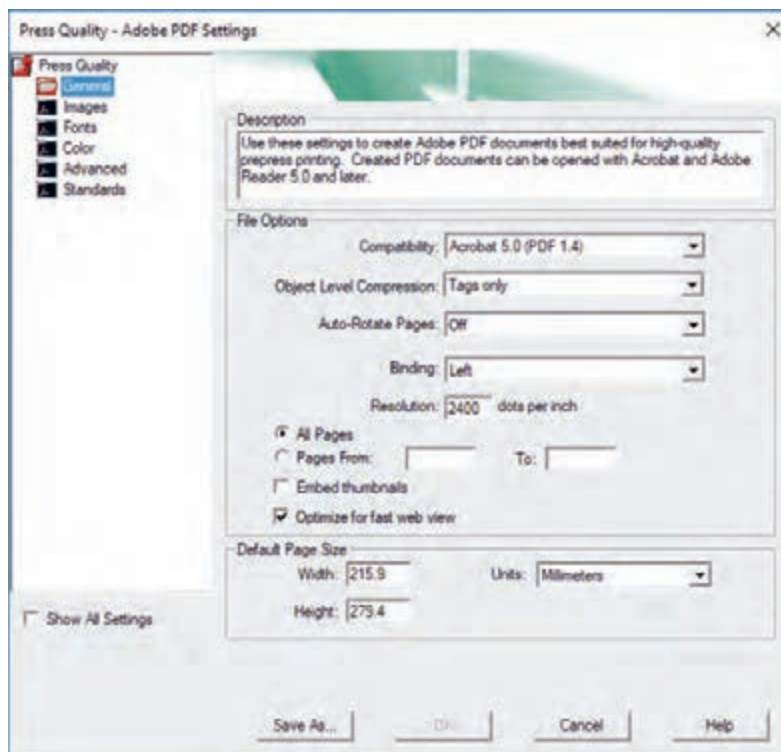 Press Quality - Adobe PDF Settings
Press Quality
General
Images
Fonts
Color
Advanced
Standards
Show All Settings
Description
Use these settings to create Adobe PDF documents best suited for high-quality
prepress printing. Created PDF documents can be opened with Acrobat and Adobe
Reader 5.0 and later.
File Options
Compatibility: Acrobat 5.0 (PDF 1.4)
Object Level Compression: Tags only
Auto-Rotate Pages: Off
Binding: Left
Resolution: 2400 dots per inch
All Pages
Pages From: To:
Embed thumbnails
Optimize for fast web view
Default Page Size
Width: 215.9 Units: Millimeters
Height: 279.4
Save As... Cancel Help